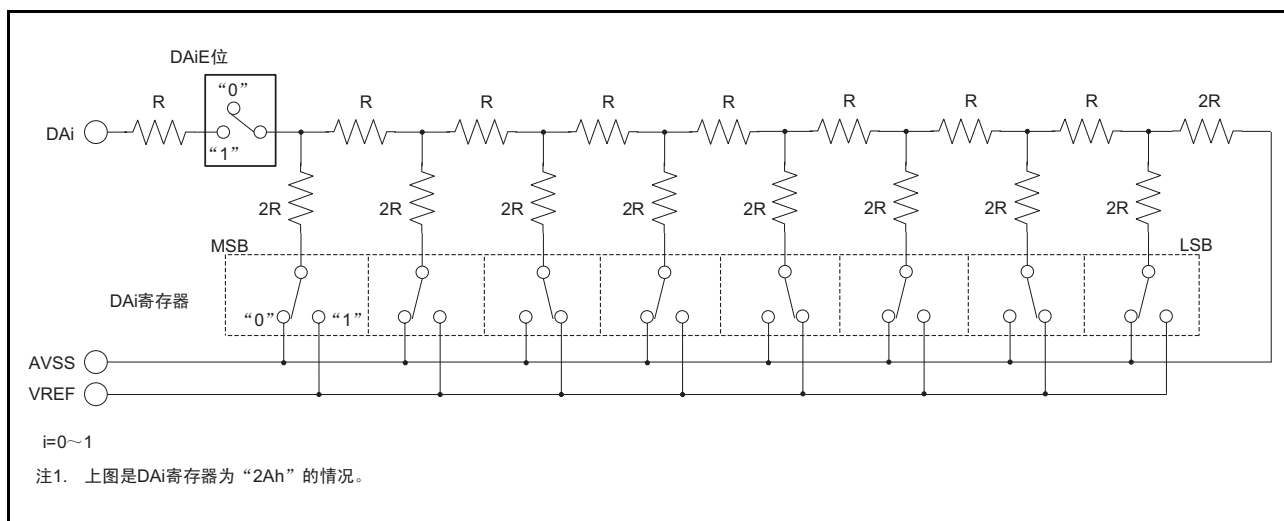 DAiE位
“0”
R R R R R R R R 2R
DAi
“1”
2R 2R 2R 2R 2R 2R 2R 2R
MSB LSB
DAi寄存器
“0” “1”
AVSS
VREF
i=0～1
注1. 上图是DAi寄存器为“2Ah”的情况。